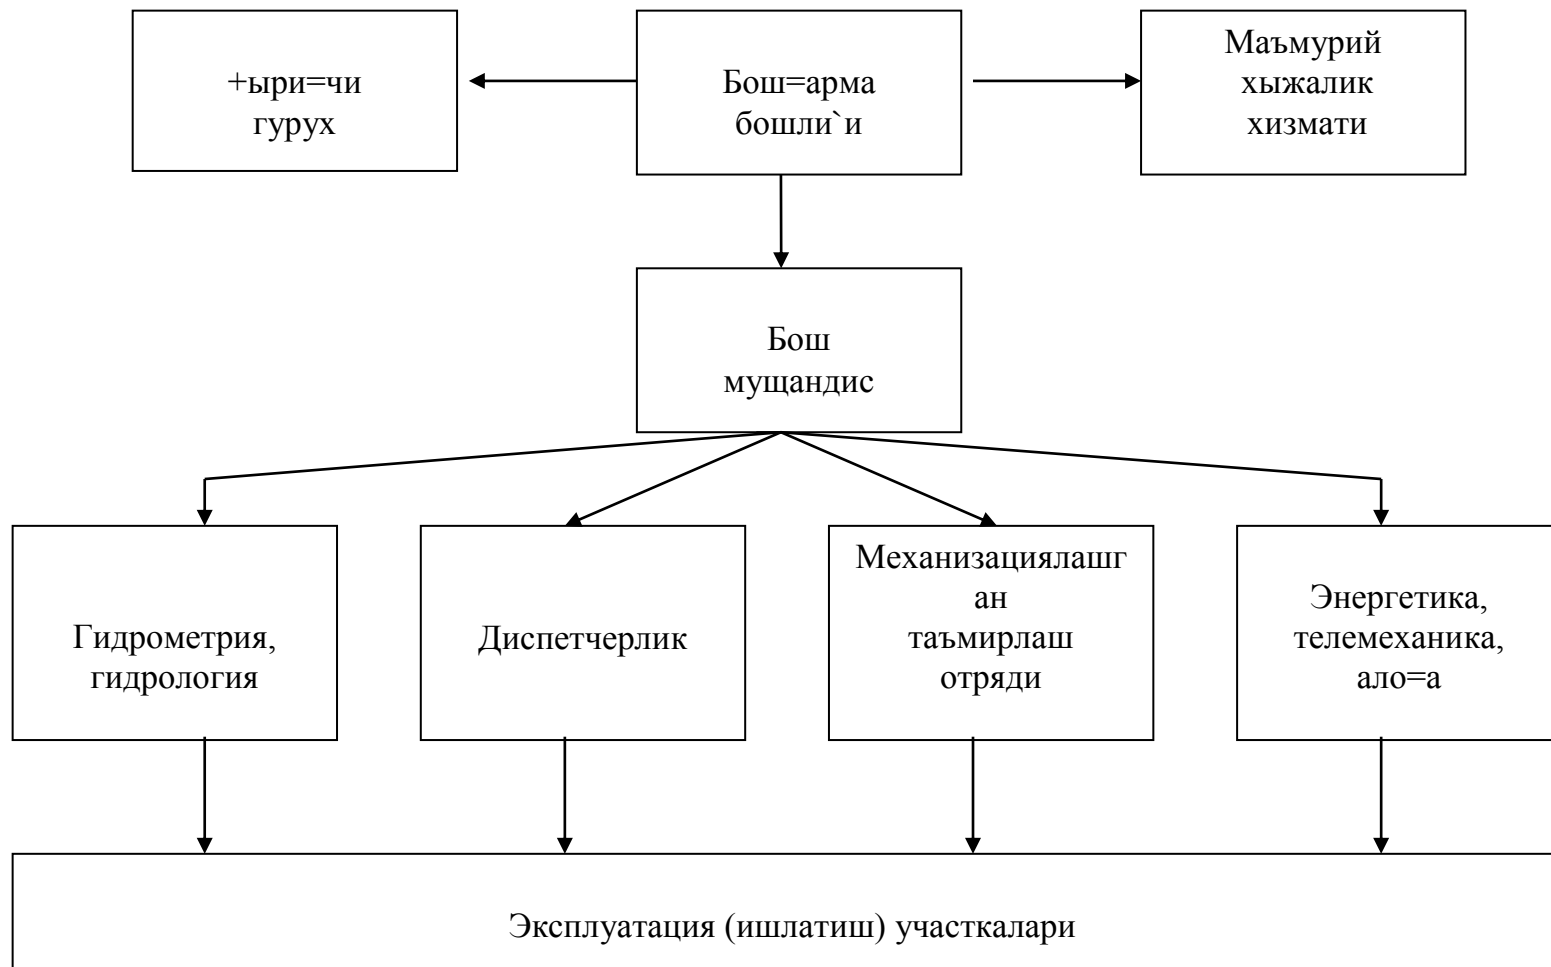 +ыри=чи
гурух
Бош=арма
бошли`и
Маъмурий
хыжалик
хизмати
Бош
мущандис
Гидрометрия,
гидрология
Диспетчерлик
Механизациялашг
ан
таъмирлаш
отряди
Энергетика,
телемеханика,
ало=а
Эксплуатация (ишлатиш) участкалари